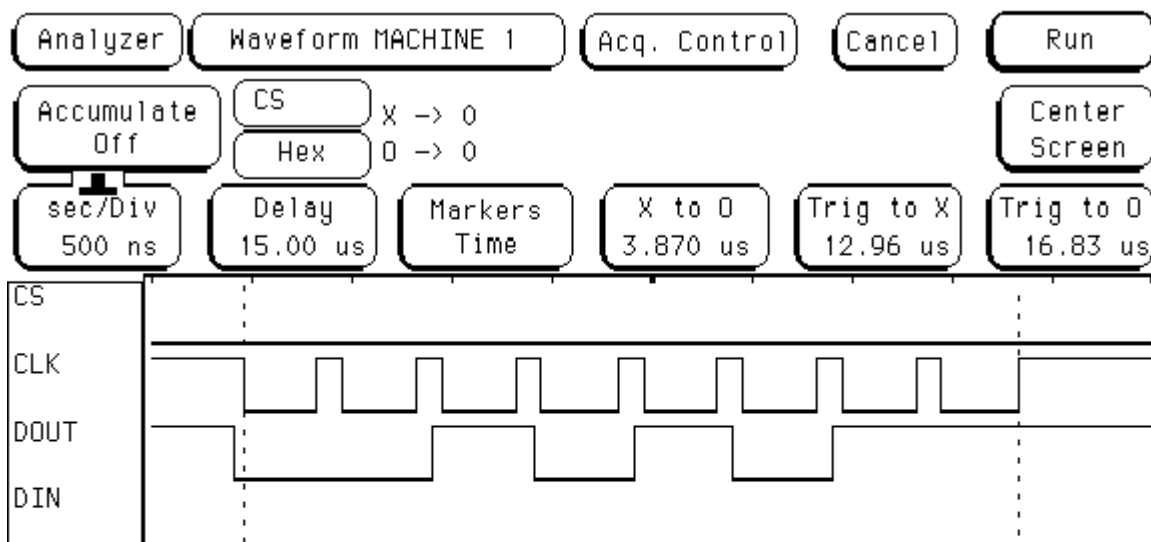 Analyzer
Waveform MACHINE 1
Acq. Control
Cancel
Run
Accumulate
Off
CS
X -> 0
Hex
O -> 0
Center
Screen
sec/Div
500 ns
Delay
15.00 us
Markers
Time
X to O
3.870 us
Trig to X
12.96 us
Trig to O
16.83 us
CS
CLK
DOUT
DIN